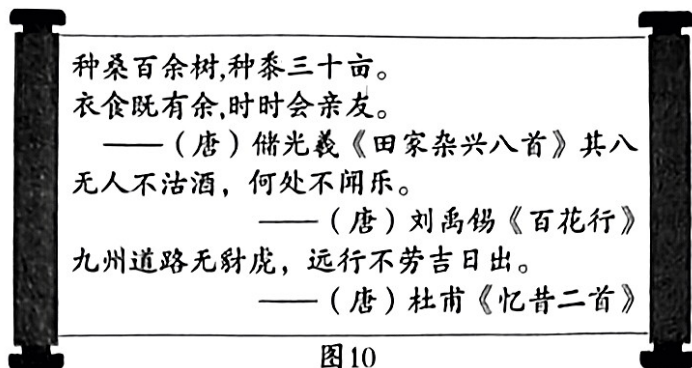 种桑百余树,种黍三十亩。
衣食既有余,时时会亲友。
——（唐）储光羲《田家杂兴八首》其八
无人不沽酒，何处不闻乐。
——（唐）刘禹锡《百花行》
九州道路无豺虎，远行不劳吉日出。
——（唐）杜甫《忆昔二首》
图10